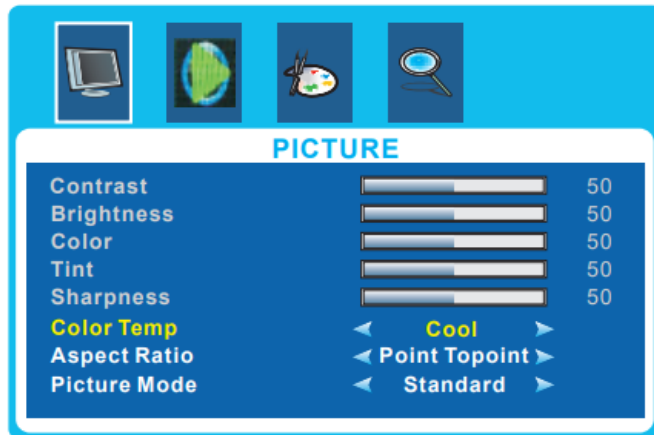 PICTURE
Contrast 50
Brightness 50
Color 50
Tint 50
Sharpness 50
Color Temp Cool
Aspect Ratio Point Topoint
Picture Mode Standard